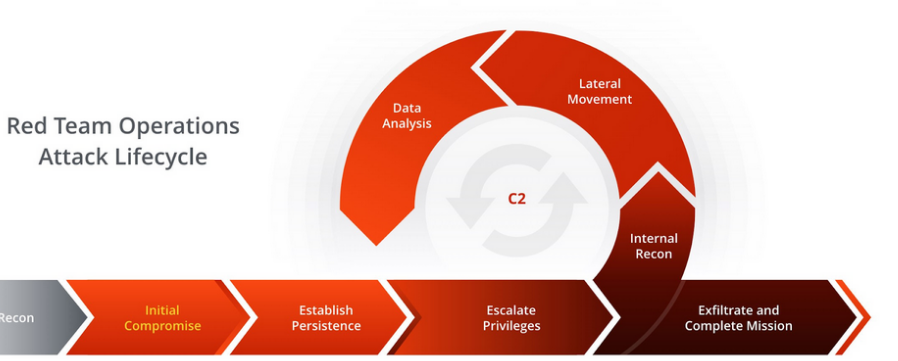 Red Team Operations
Attack Lifecycle
Data
Analysis
Lateral
Movement
C2
Internal
Recon
Recon
Initial
Compromise
Establish
Persistence
Escalate
Privileges
Exfiltrate and
Complete Mission